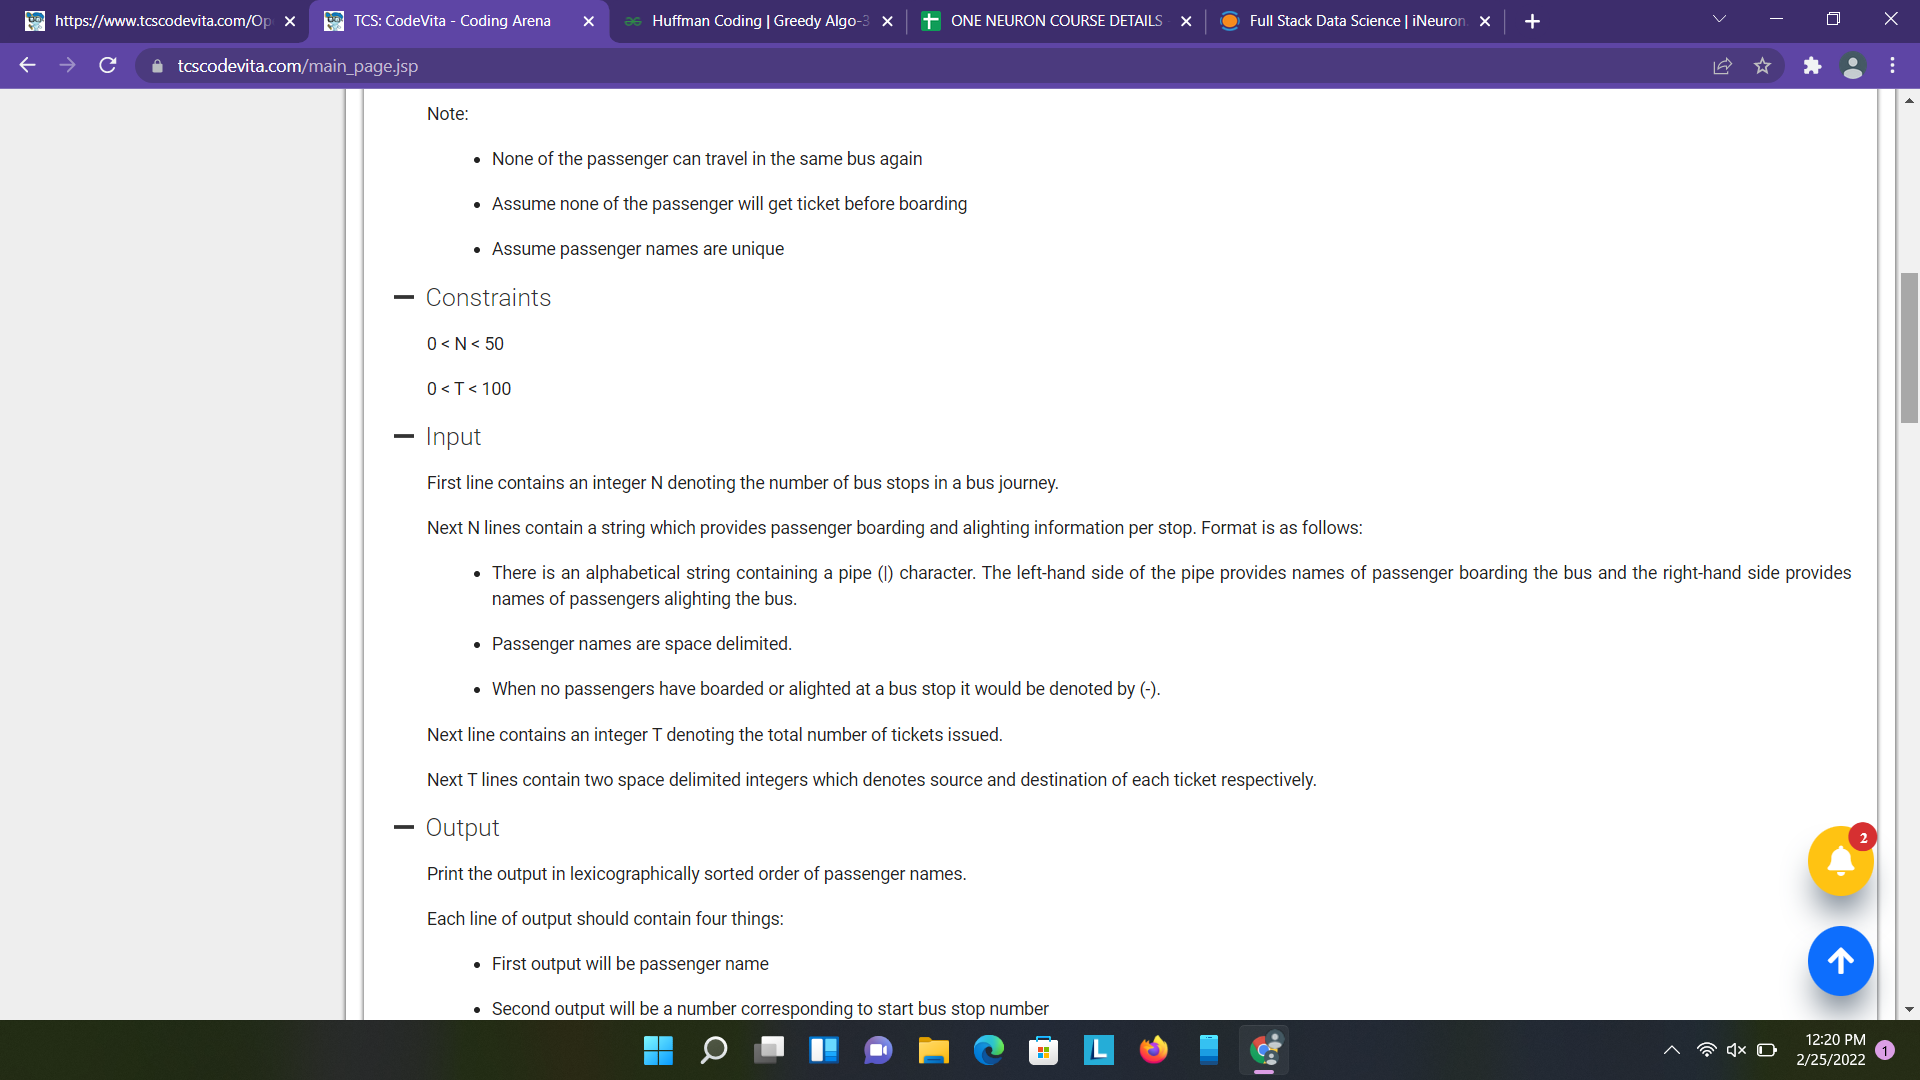 https://www.tcscodevita.com/Op
TCS: CodeVita - Coding Arena
Huffman Coding | Greedy Algo-3
ONE NEURON COURSE DETAILS
Full Stack Data Science | iNeuron
tcscodevita.com/main_page.jsp
Note:
None of the passenger can travel in the same bus again
Assume none of the passenger will get ticket before boarding
Assume passenger names are unique
Constraints
0 < N < 50
0 < T < 100
Input
First line contains an integer N denoting the number of bus stops in a bus journey.
Next N lines contain a string which provides passenger boarding and alighting information per stop. Format is as follows:
There is an alphabetical string containing a pipe (|) character. The left-hand side of the pipe provides names of passenger boarding the bus and the right-hand side provides
names of passengers alighting the bus.
Passenger names are space delimited.
When no passengers have boarded or alighted at a bus stop it would be denoted by (-).
Next line contains an integer T denoting the total number of tickets issued.
Next T lines contain two space delimited integers which denotes source and destination of each ticket respectively.
Output
2
Print the output in lexicographically sorted order of passenger names.
Each line of output should contain four things:
First output will be passenger name
Second output will be a number corresponding to start bus stop number
L
12:20 PM
2/25/2022
1